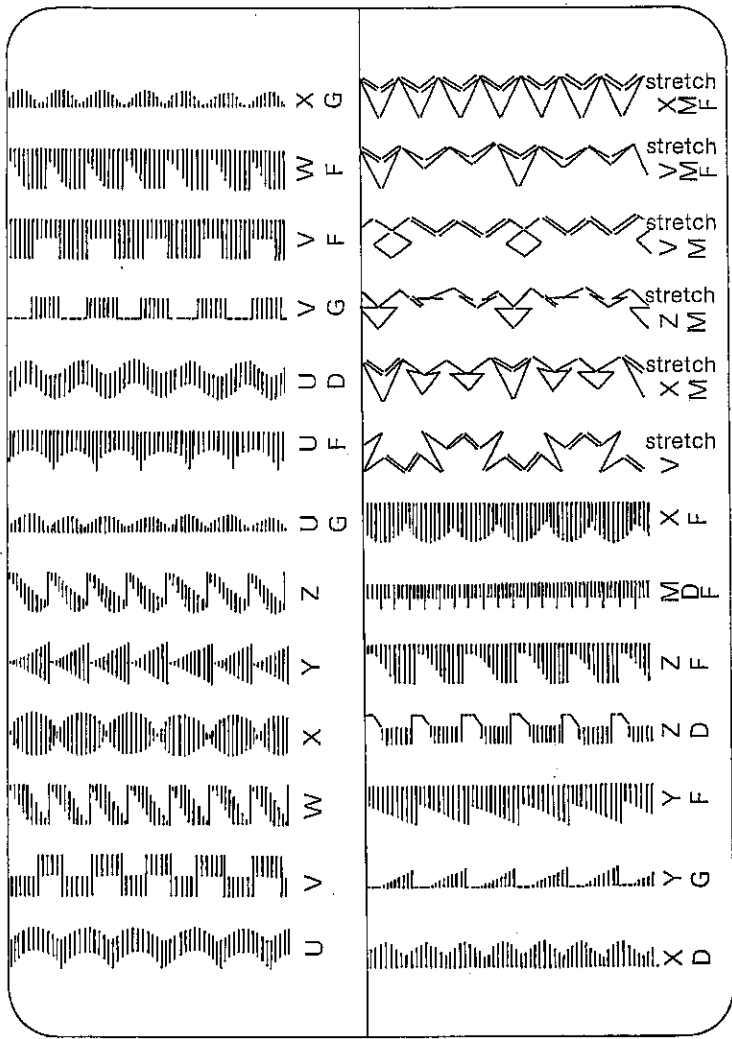 X G
W F
V F
V G
U D
U F
U G
Z
Y
X
W
V
U
stretch
X M F
stretch
V M F
stretch
V M
stretch
Z M
stretch
X M
stretch
V
X F
M D F
Z F
Z D
Y F
Y G
X D